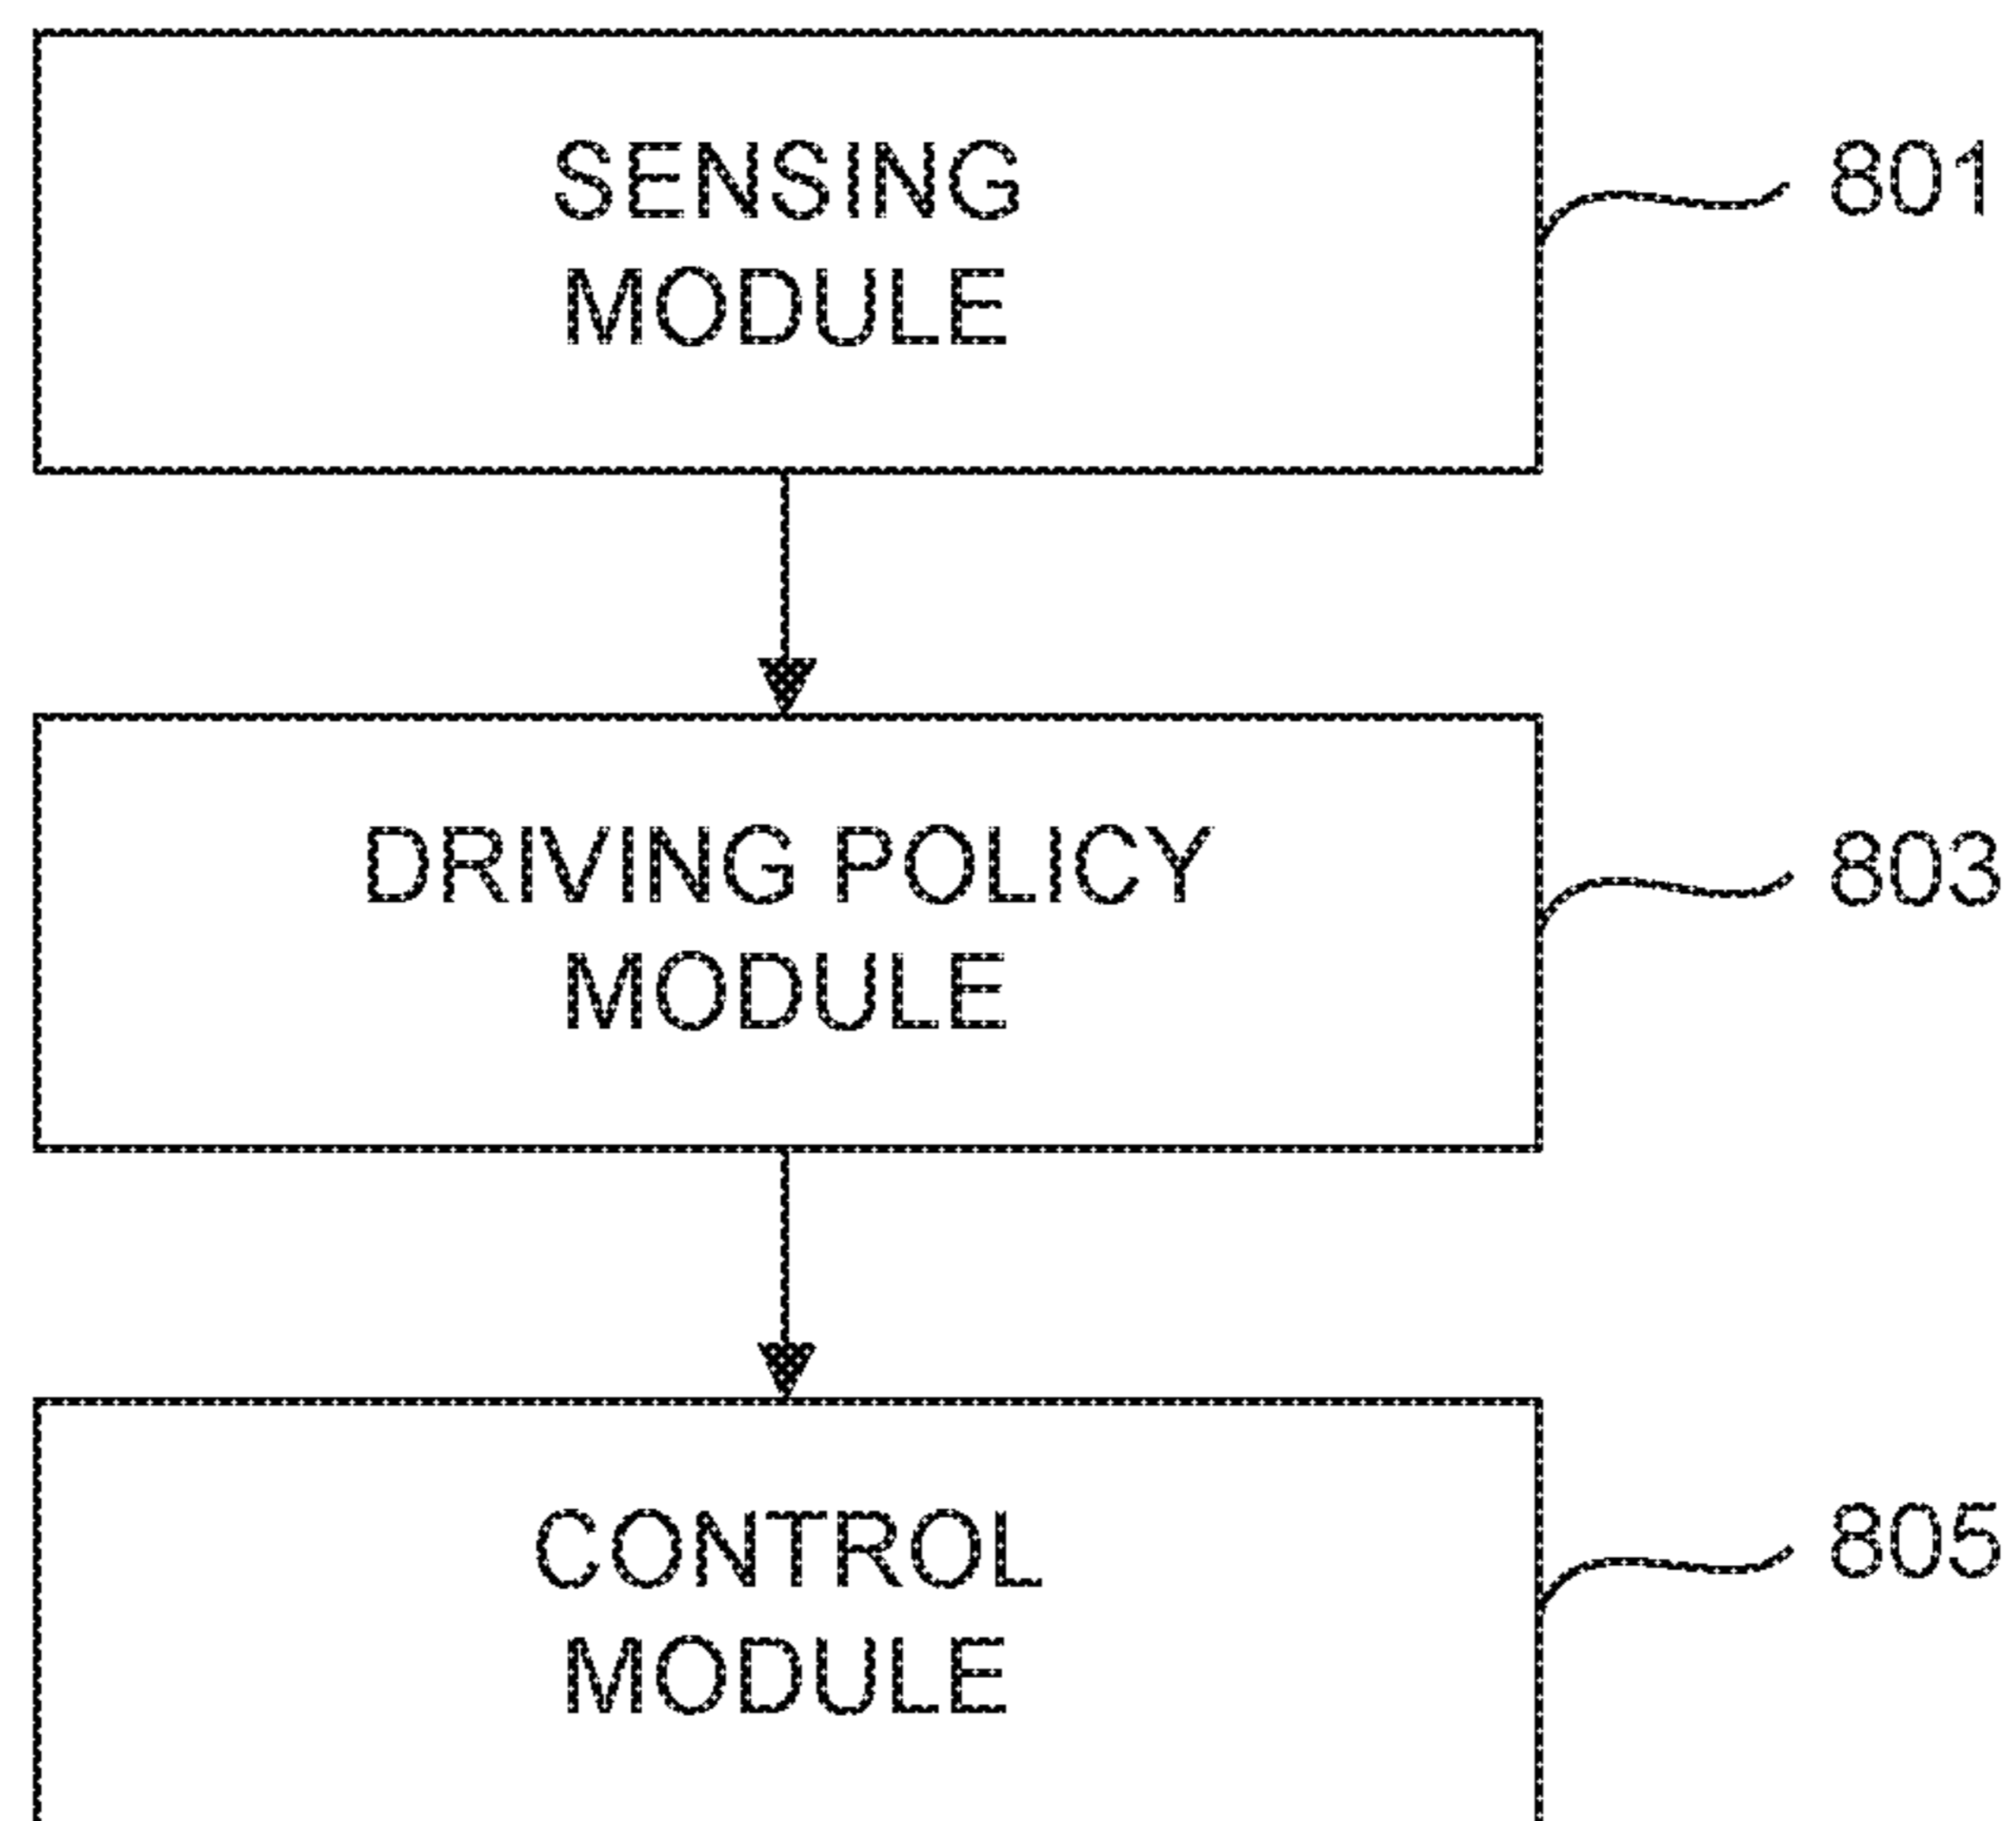 SENSING
MODULE
801
DRIVING POLICY
MODULE
803
CONTROL
MODULE
805